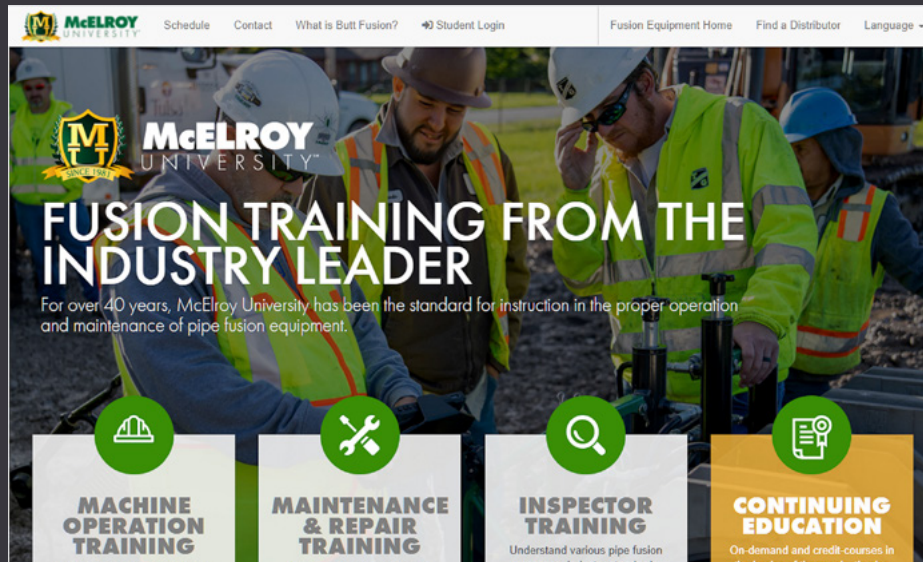 McELROY UNIVERSITY
Schedule
Contact
What is Butt Fusion?
Student Login
Fusion Equipment Home
Find a Distributor
Language
MU
SINCE 1981
McELROY
UNIVERSITY™
FUSION TRAINING FROM THE
INDUSTRY LEADER
For over 40 years, McElroy University has been the standard for instruction in the proper operation
and maintenance of pipe fusion equipment.
MACHINE
OPERATION
TRAINING
MAINTENANCE
& REPAIR
TRAINING
INSPECTOR
TRAINING
Understand various pipe fusion
CONTINUING
EDUCATION
On-demand and credit-courses in